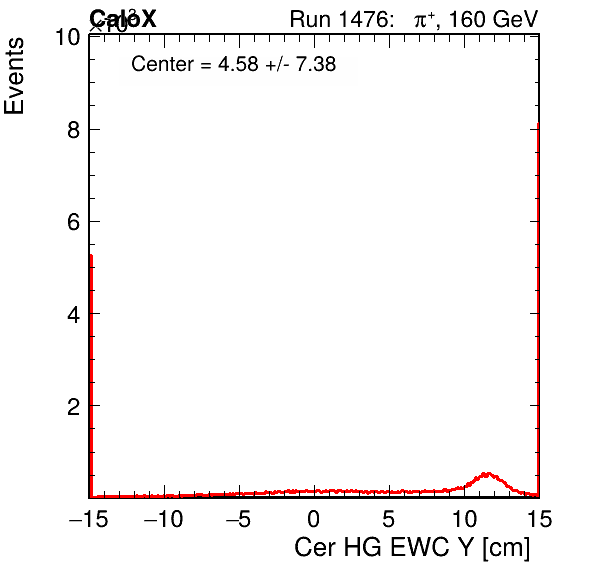 CaloX
×10³
Run 1476: π⁺, 160 GeV
Center = 4.58 +/- 7.38
Events
10
8
6
4
2
−15 −10 −5 0 5 10 15
Cer HG EWC Y [cm]